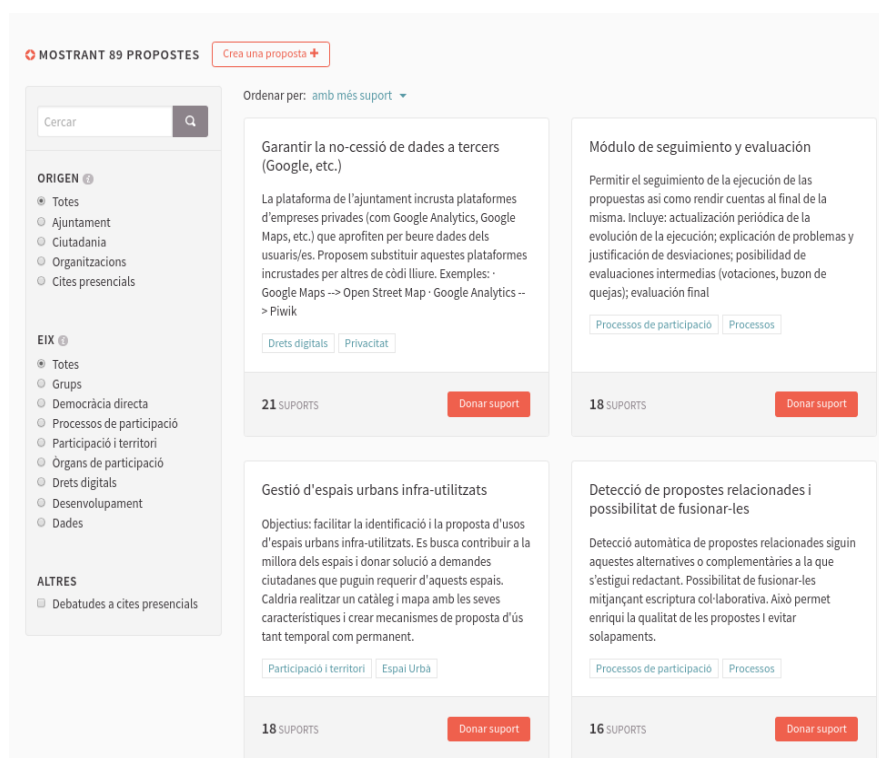 MOSTRANT 89 PROPOSTES
Crea una proposta +
Cercar
ORIGEN
Totes
Ajuntament
Ciutadania
Organitzacions
Cites presencials
EIX
Totes
Grups
Democràcia directa
Processos de participació
Participació i territori
Òrgans de participació
Drets digitals
Desenvolupament
Dades
ALTRES
Debatudes a cites presencials
Ordenar per: amb més suport
Garantir la no-cessió de dades a tercers
(Google, etc.)
La plataforma de l'ajuntament incrusta plataformes
d'empreses privades (com Google Analytics, Google
Maps, etc.) que aprofiten per beure dades dels
usuaris/es. Proposem substituir aquestes plataformes
incrustades per altres de còdi lliure. Exemples: ·
Google Maps --> Open Street Map · Google Analytics --
> Piwik
Drets digitals Privacitat
21 SUPORTS Donar suport
Módulo de seguimiento y evaluación
Permitir el seguimiento de la ejecución de las
propuestas asi como rendir cuentas al final de la
misma. Incluye: actualización periódica de la
evolución de la ejecución; explicación de problemas y
justificación de desviaciones; posibilidad de
evaluaciones intermedias (votaciones, buzon de
quejas); evaluación final
Processos de participació Processos
18 SUPORTS Donar suport
Gestió d'espais urbans infra-utilitzats
Objectius: facilitar la identificació i la proposta d'usos
d'espais urbans infra-utilitzats. Es busca contribuir a la
millora dels espais i donar solució a demandes
ciutadanes que puguin requerir d'aquests espais.
Caldria realitzar un catàleg i mapa amb les seves
característiques i crear mecanismes de proposta d'ús
tant temporal com permanent.
Participació i territori Espai Urbà
18 SUPORTS Donar suport
Detecció de propostes relacionades i
possibilitat de fusionar-les
Detecció automàtica de propostes relacionades siguin
aquestes alternatives o complementàries a la que
s'estigui redactant. Possibilitat de fusionar-les
mitjançant escriptura col·laborativa. Això permet
enriquí la qualitat de les propostes I evitar
solapaments.
Processos de participació Processos
16 SUPORTS Donar suport